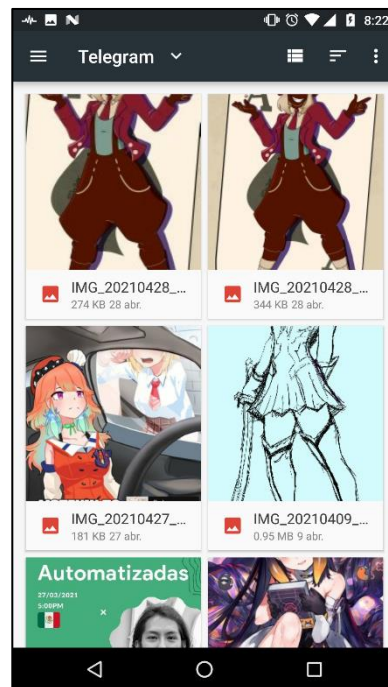 8:22
Telegram
A
A
IMG_20210428_...
274 KB 28 abr.
IMG_20210428_...
344 KB 28 abr.
IMG_20210427_...
181 KB 27 abr.
IMG_20210409_...
0.95 MB 9 abr.
Automatizadas
27/03/2021
5:00PM
×